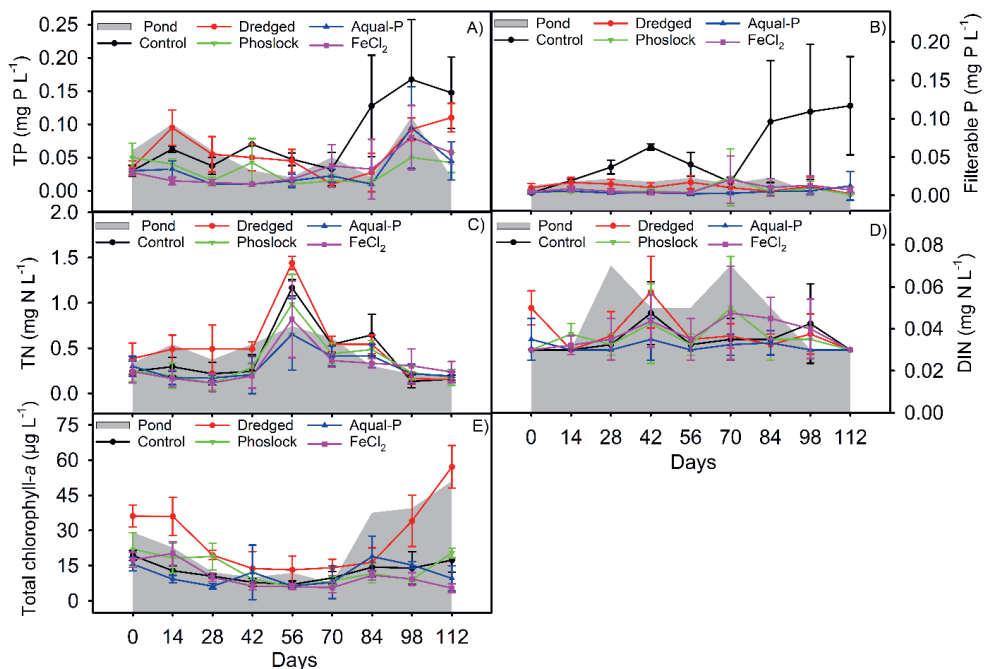 A)
Pond Dredged Aqual-P
Control Phoslock FeCl₂
TP (mg P L⁻¹)
0.25
0.20
0.15
0.10
0.05
0.00
B)
Pond Dredged Aqual-P
Control Phoslock FeCl₂
Filterable P (mg P L⁻¹)
0.20
0.15
0.10
0.05
0.00
C)
Pond Dredged Aqual-P
Control Phoslock FeCl₂
TN (mg N L⁻¹)
2.0
1.5
1.0
0.5
0.0
D)
Pond Dredged Aqual-P
Control Phoslock FeCl₂
DIN (mg N L⁻¹)
0.08
0.06
0.04
0.02
0.00
0 14 28 42 56 70 84 98 112
Days
E)
Pond Dredged Aqual-P
Control Phoslock FeCl₂
Total chlorophyll-a (µg L⁻¹)
75
60
45
30
15
0
0 14 28 42 56 70 84 98 112
Days